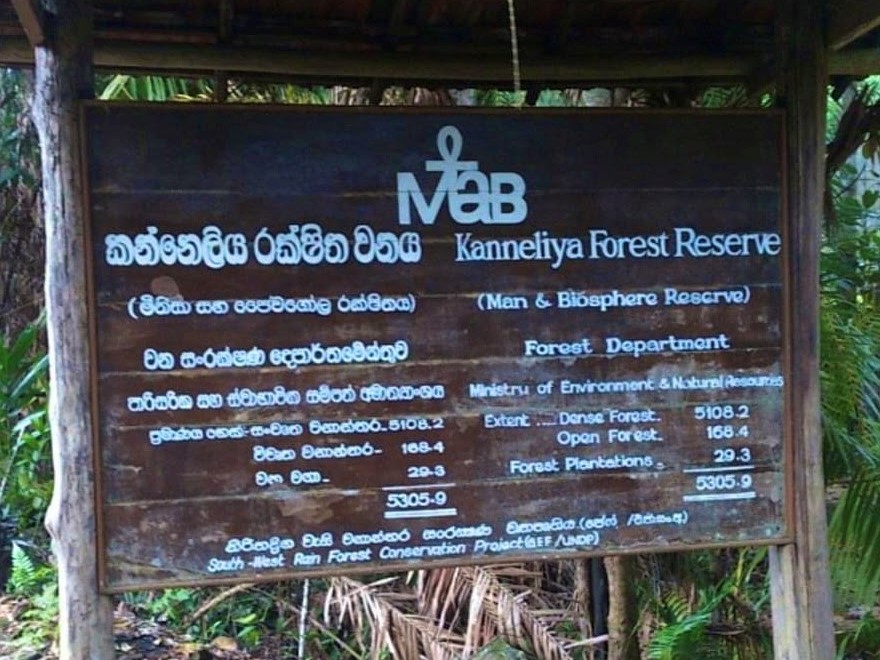 MAB
කන්නෙලිය රක්ෂිත වනය Kanneliya Forest Reserve
(මිනිසා සහ ජෛවගෝල රක්ෂිතය) (Man & Biosphere Reserve)
වන සංරක්ෂණ දෙපාර්තමේන්තුව Forest Department
පරිසරික සහ ස්වාභාවික සම්පත් අමාත්‍යාංශය Ministry of Environment & Natural Resources
ප්‍රමාණය හෙක්-සංවෘත වනාන්තර-5108.2 Extent .... Dense Forest- 5108.2
විවෘත වනාන්තර- 168.4 Open Forest- 168.4
වන වගා- 29.3 Forest Plantations - 29.3
5305-9 5305-9
නිරිතදිග වැසි වනාන්තර සංරක්ෂණ ව්‍යාපෘතිය
South-West Rain Forest Conservation Project(GEF/UNDP)